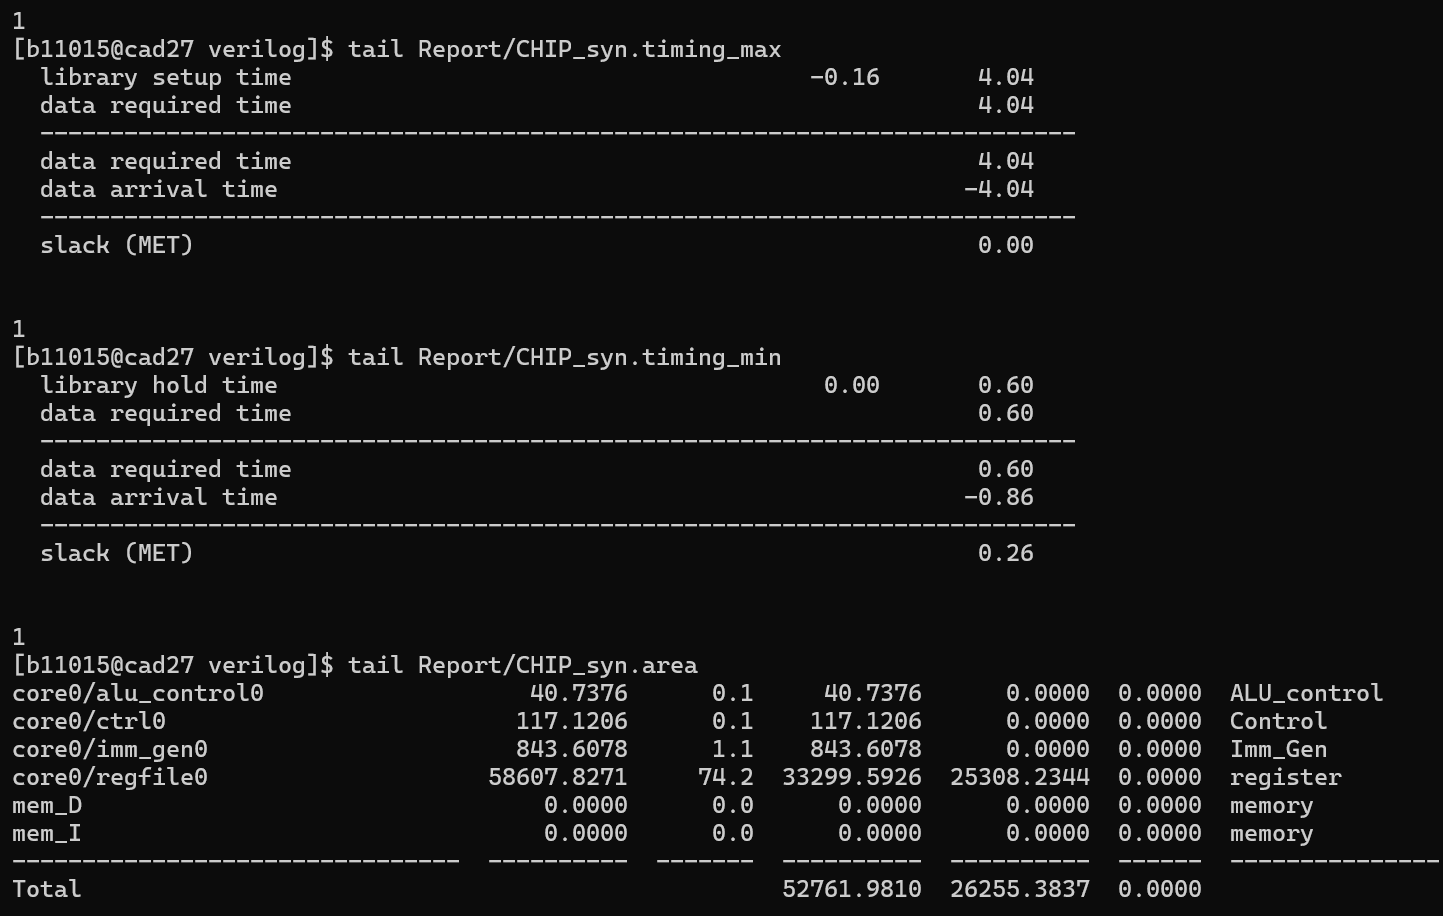 1
[b11015@cad27 verilog]$ tail Report/CHIP_syn.timing_max
  library setup time                                     -0.16       4.04
  data required time                                                 4.04
  --------------------------------------------------------------------------
  data required time                                                 4.04
  data arrival time                                                 -4.04
  --------------------------------------------------------------------------
  slack (MET)                                                        0.00
1
[b11015@cad27 verilog]$ tail Report/CHIP_syn.timing_min
  library hold time                                       0.00       0.60
  data required time                                                 0.60
  --------------------------------------------------------------------------
  data required time                                                 0.60
  data arrival time                                                 -0.86
  --------------------------------------------------------------------------
  slack (MET)                                                        0.26
1
[b11015@cad27 verilog]$ tail Report/CHIP_syn.area
core0/alu_control0                   40.7376      0.1     40.7376      0.0000  0.0000  ALU_control
core0/ctrl0                         117.1206      0.1    117.1206      0.0000  0.0000  Control
core0/imm_gen0                      843.6078      1.1    843.6078      0.0000  0.0000  Imm_Gen
core0/regfile0                    58607.8271     74.2  33299.5926  25308.2344  0.0000  register
mem_D                                 0.0000      0.0      0.0000      0.0000  0.0000  memory
mem_I                                 0.0000      0.0      0.0000      0.0000  0.0000  memory
--------------------------------  ----------  -------  ----------  ----------  ------  ---------------
Total                                                  52761.9810  26255.3837  0.0000